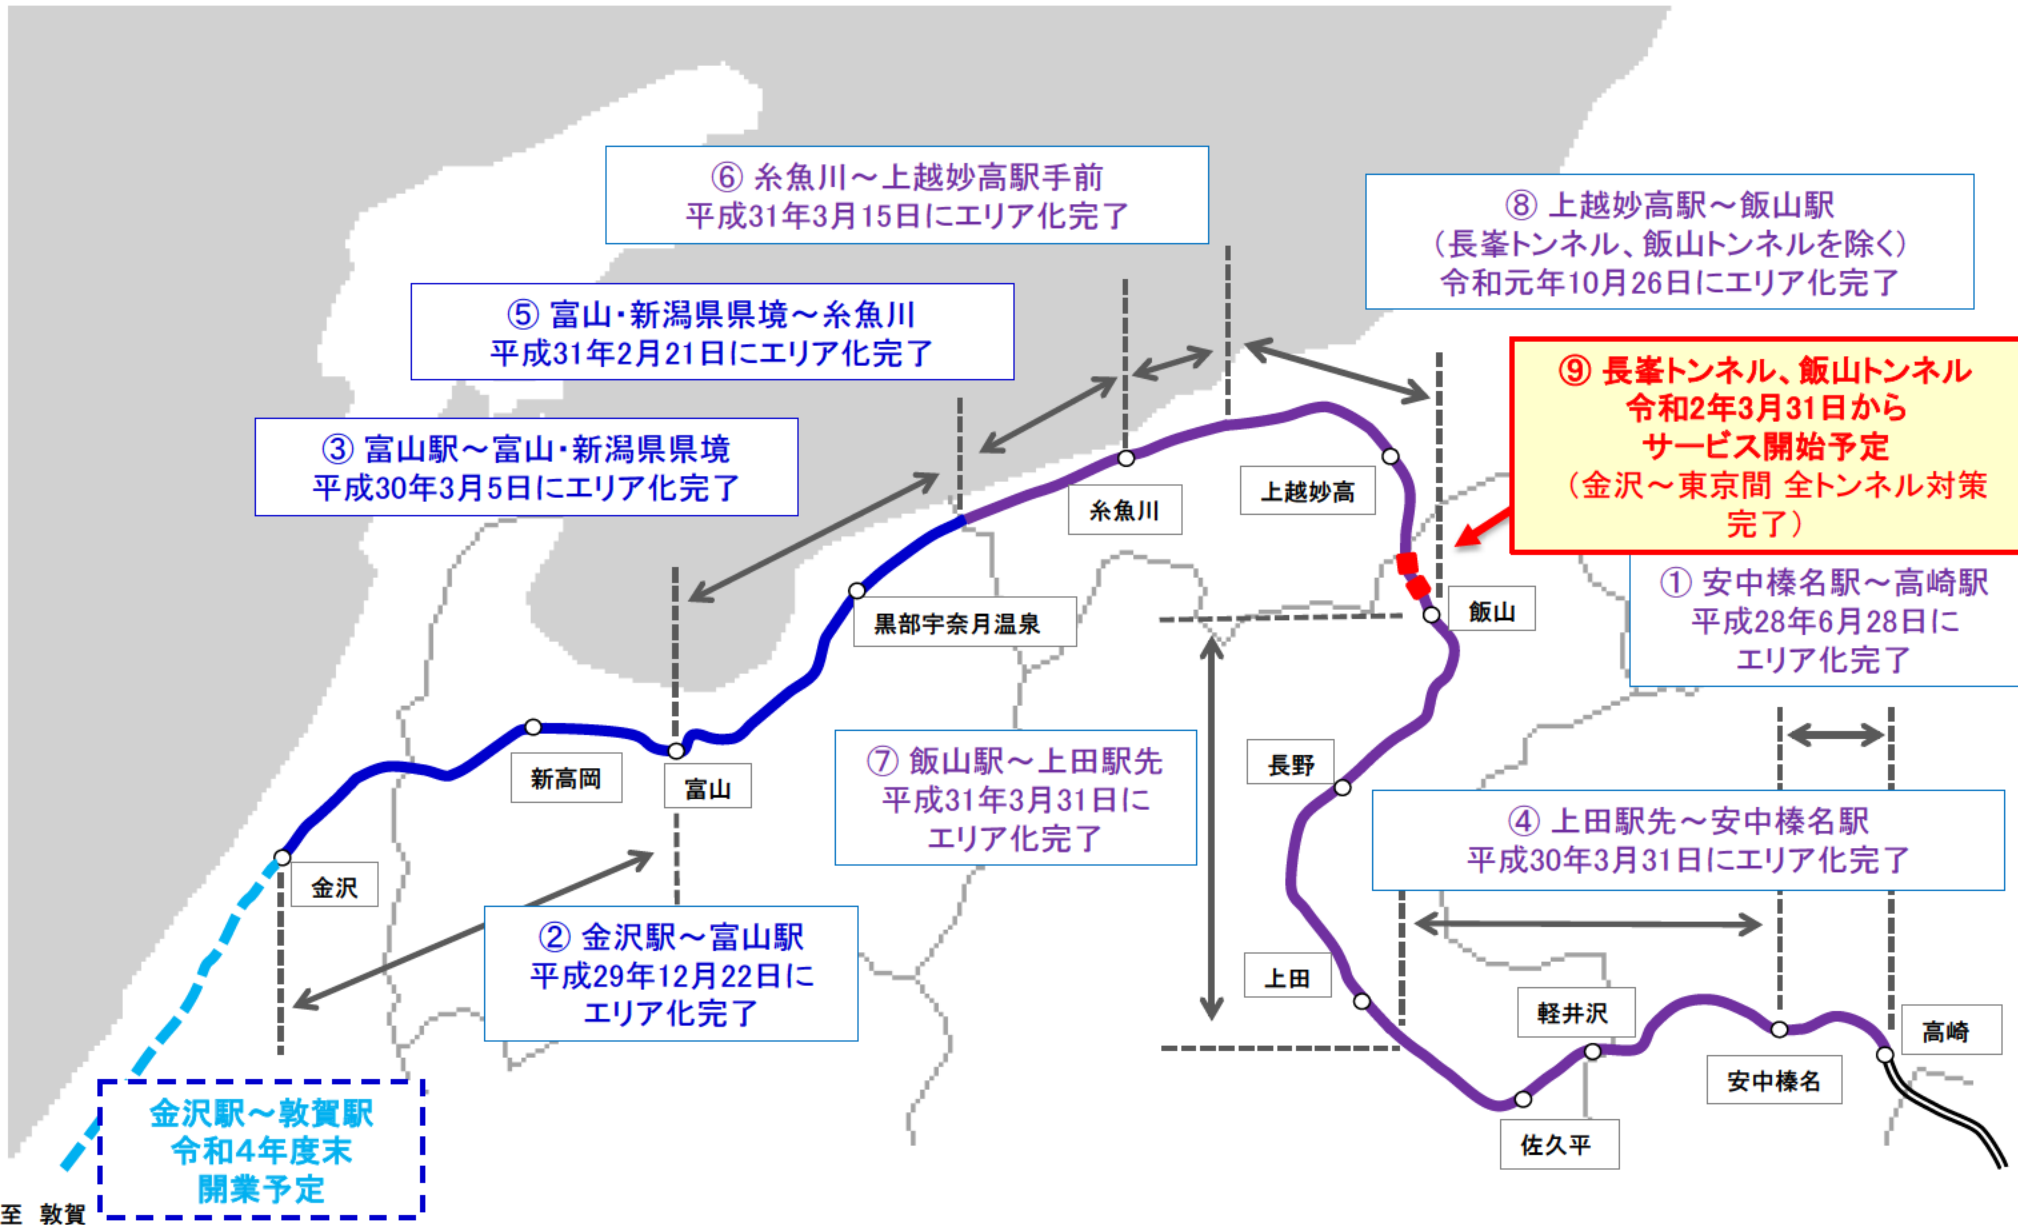 ⑥ 糸魚川～上越妙高駅手前
平成31年3月15日にエリア化完了
⑧ 上越妙高駅～飯山駅
（長峯トンネル、飯山トンネルを除く）
令和元年10月26日にエリア化完了
⑤ 富山・新潟県県境～糸魚川
平成31年2月21日にエリア化完了
⑨ 長峯トンネル、飯山トンネル
令和2年3月31日から
サービス開始予定
（金沢～東京間 全トンネル対策
完了）
③ 富山駅～富山・新潟県県境
平成30年3月5日にエリア化完了
糸魚川
上越妙高
① 安中榛名駅～高崎駅
平成28年6月28日に
エリア化完了
黒部宇奈月温泉
飯山
⑦ 飯山駅～上田駅先
平成31年3月31日に
エリア化完了
新高岡
富山
長野
④ 上田駅先～安中榛名駅
平成30年3月31日にエリア化完了
金沢
② 金沢駅～富山駅
平成29年12月22日に
エリア化完了
上田
軽井沢
高崎
安中榛名
佐久平
金沢駅～敦賀駅
令和4年度末
開業予定
至 敦賀